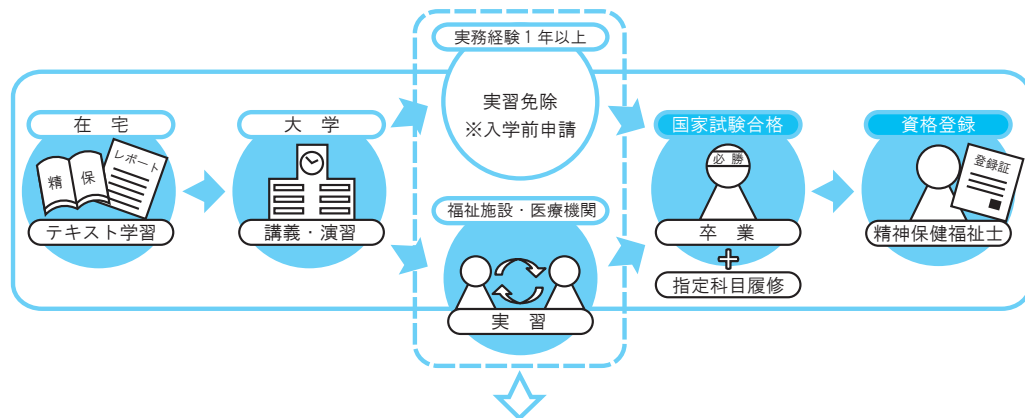 在 宅
精 保
レポート
テキスト学習
大 学
講義・演習
実務経験1年以上
実習免除
※入学前申請
福祉施設・医療機関
実 習
国家試験合格
必勝
卒 業
指定科目履修
資格登録
登録証
精神保健福祉士